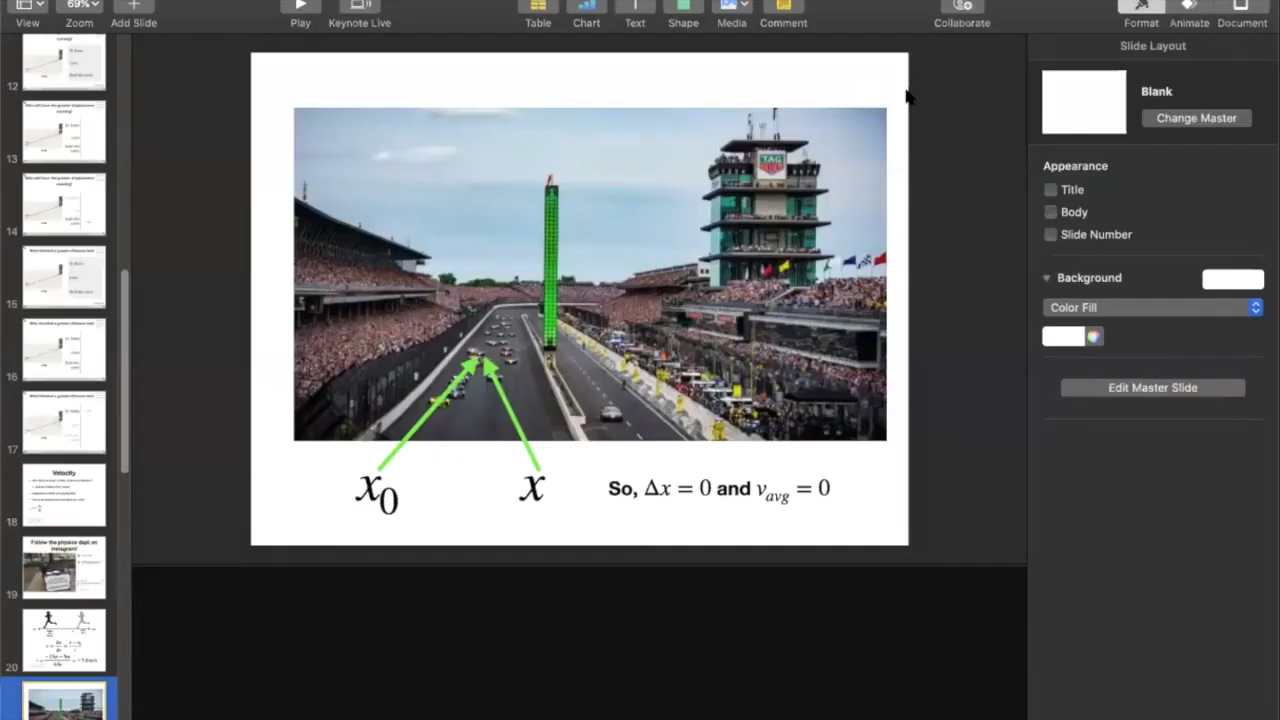 69%
View
Zoom
Add Slide
Play
Keynote Live
Table
Chart
Text
Shape
Media
Comment
Collaborate
Format
Animate
Document
12
13
14
15
16
17
Velocity
18
Follow the physics dept on
instagram!
19
20
TAG
x₀
x
So, Δx = 0 and v_avg = 0
Slide Layout
Blank
Change Master
Appearance
Title
Body
Slide Number
Background
Color Fill
Edit Master Slide